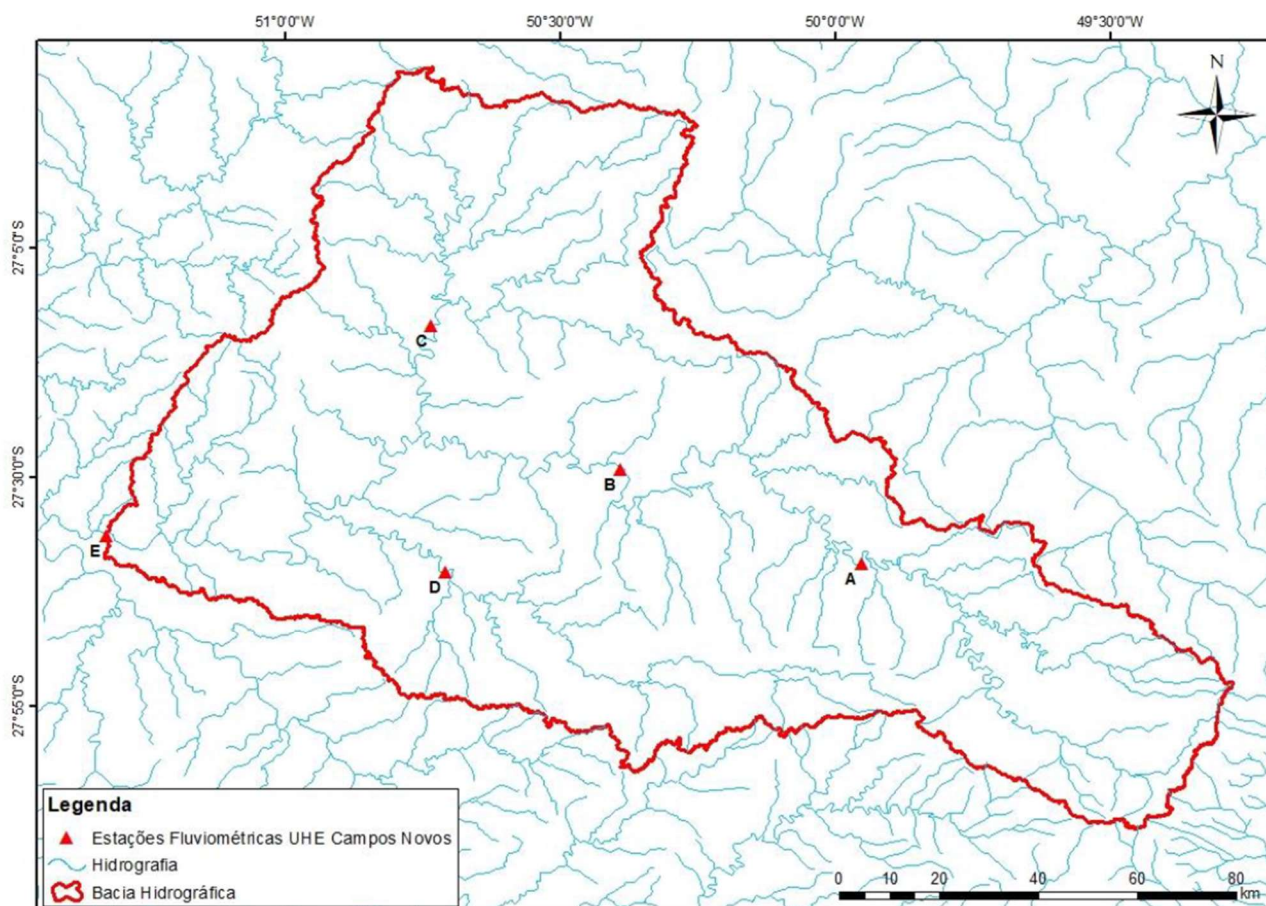 51°0'0"W 50°30'0"W 50°0'0"W 49°30'0"W
N
27°5'0"S
C
B
27°30'0"S
E
D
A
27°55'0"S
Legenda
Estações Fluviométricas UHE Campos Novos
Hidrografia
Bacia Hidrográfica
0 10 20 40 60 80
km